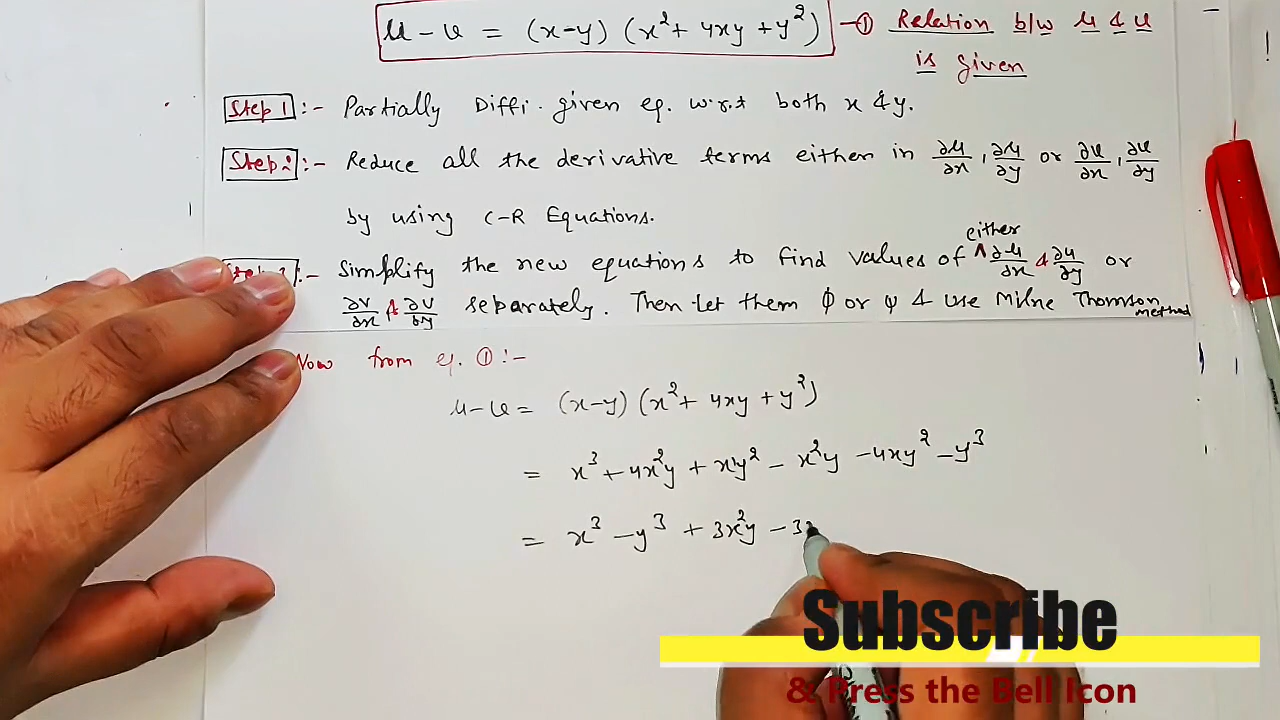 u - v = (x-y) (x² + 4xy + y²) —① Relation b/w u & v
is given
Step 1 :- Partially Diffi. given eq. w.r.t both x & y.
Step 2 :- Reduce all the derivative terms either in ∂u/∂x , ∂u/∂y or ∂v/∂x , ∂v/∂y
by using C-R Equations.
either
:- Simplify the new equations to find values of ^ ∂u/∂x & ∂u/∂y or
∂v/∂x & ∂v/∂y separately. Then let them φ or ψ & use Milne Thomson method
Now from eq. ① :-
u-v = (x-y) (x² + 4xy + y²)
= x³ + 4x²y + xy² - x²y - 4xy² - y³
= x³ - y³ + 3x²y - 3
Subscribe
& Press the Bell Icon